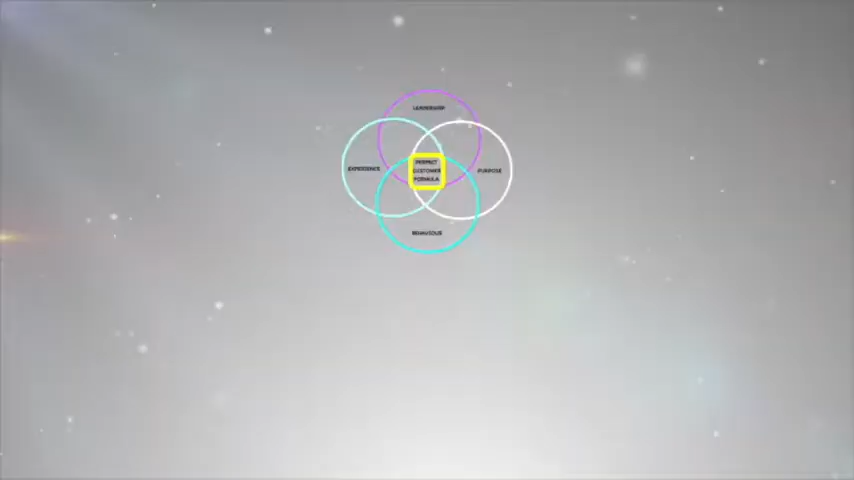 LEADERSHIP
EXPERIENCE
PERFECT
CUSTOMER
FORMULA
PURPOSE
BEHAVIOUR